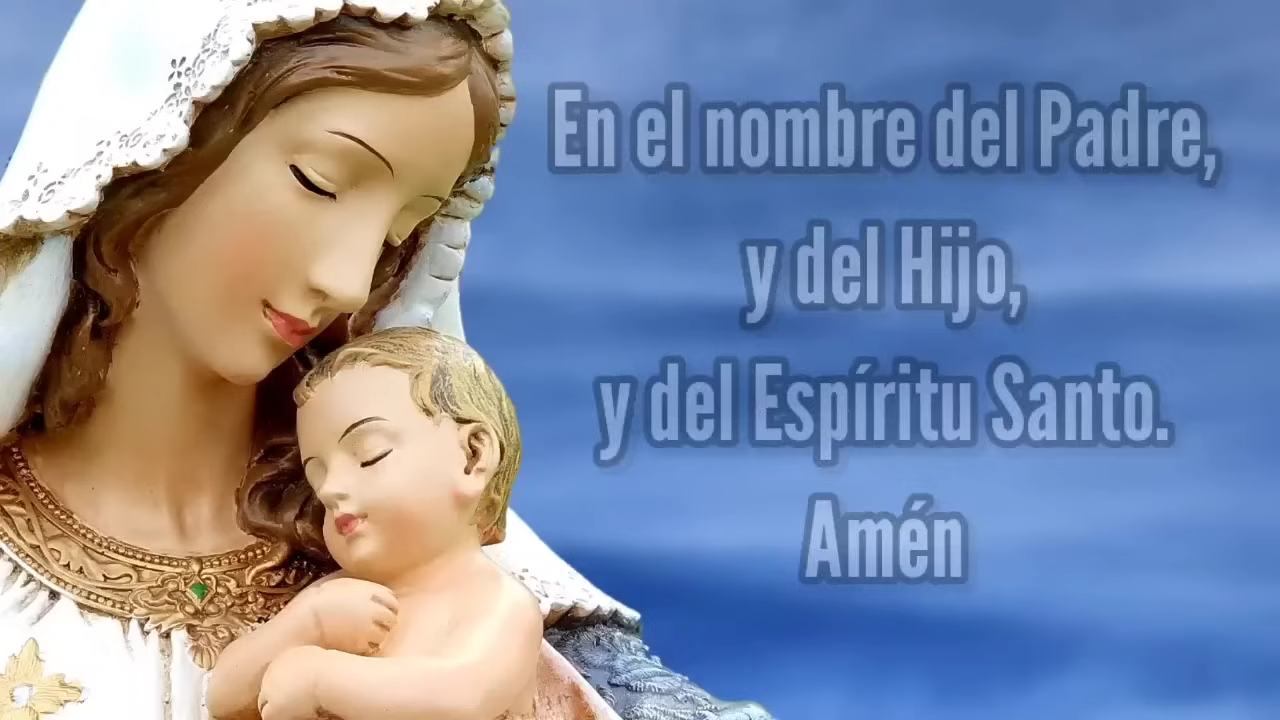 En el nombre del Padre,
y del Hijo,
y del Espíritu Santo.
Amén